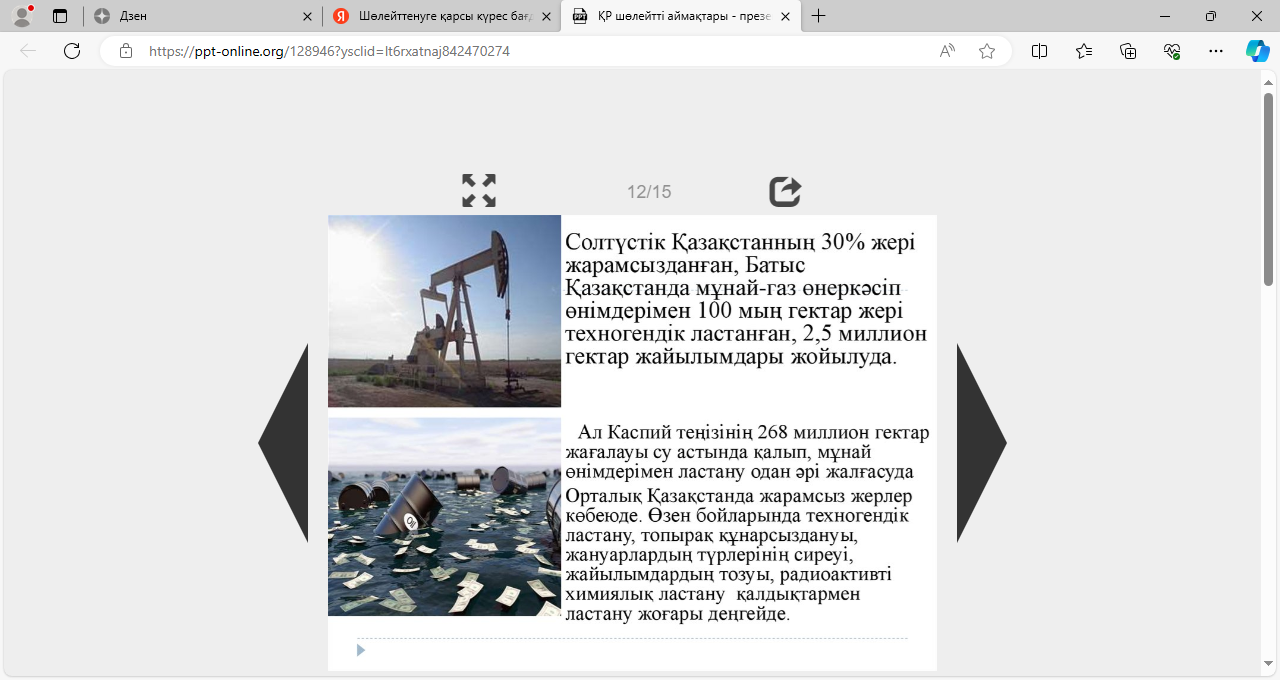 Дзен
Шөлейттенуге қарсы күрес бағ
ҚР шөлейтті аймақтары - презе
https://ppt-online.org/128946?ysclid=lt6rxatnaj842470274
12/15
Солтүстік Қазақстанның 30% жері
жарамсызданған, Батыс
Қазақстанда мұнай-газ өнеркәсіп
өнімдерімен 100 мың гектар жері
техногендік ластанған, 2,5 миллион
гектар жайылымдары жойылуда.
Ал Каспий теңізінің 268 миллион гектар
жағалауы су астында қалып, мұнай
өнімдерімен ластану одан әрі жалғасуда
Орталық Қазақстанда жарамсыз жерлер
көбеюде. Өзен бойларында техногендік
ластану, топырақ құнарсыздануы,
жануарлардың түрлерінің сиреуі,
жайылымдардың тозуы, радиоактивті
химиялық ластану қалдықтармен
ластану жоғары деңгейде.
Oil